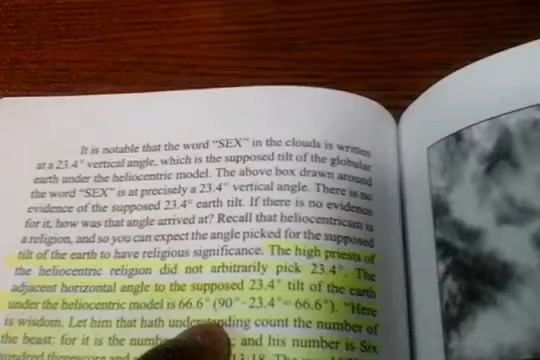 It is notable that the word “SEX” in the clouds is written
at a 23.4° vertical angle, which is the supposed tilt of the globular
earth under the heliocentric model. The above box drawn around
the word “SEX” is at precisely a 23.4° vertical angle. There is no
evidence of the supposed 23.4° earth tilt. If there is no evidence
for it, how was that angle arrived at? Recall that heliocentricism is
a religion, and so you can expect the angle picked for the supposed
tilt of the earth to have religious significance. The high priests of
the heliocentric religion did not arbitrarily pick 23.4°. The
adjacent horizontal angle to the supposed 23.4° tilt of the earth
under the heliocentric model is 66.6° (90° - 23.4° = 66.6°). “Here
is wisdom. Let him that hath understanding count the number of
the beast: for it is the number ; and his number is Six
hundred threescore and 13:18.